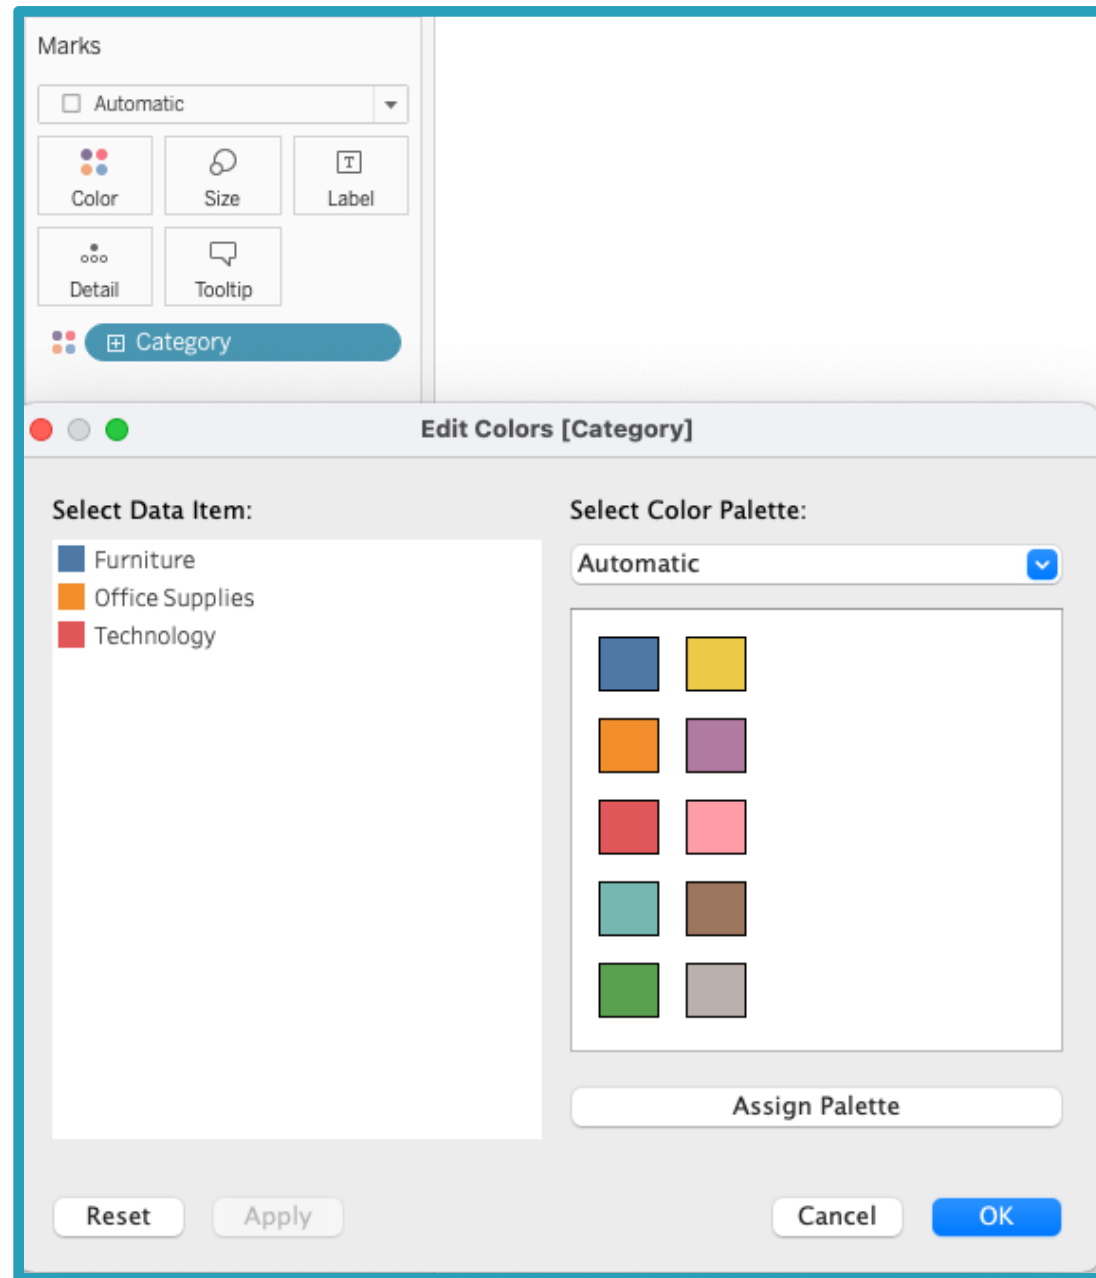 Marks
Automatic
Color Size Label
Detail Tooltip
Category
Edit Colors [Category]
Select Data Item:
Furniture
Office Supplies
Technology
Select Color Palette:
Automatic
Assign Palette
Reset Apply Cancel OK